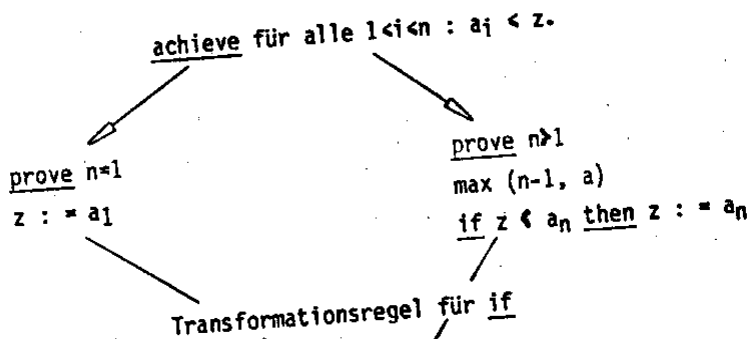 achieve für alle 1<i<n : ai < z.
prove n=1
z : = a1
prove n>1
max (n-1, a)
if z < an then z : = an
Transformationsregel für if